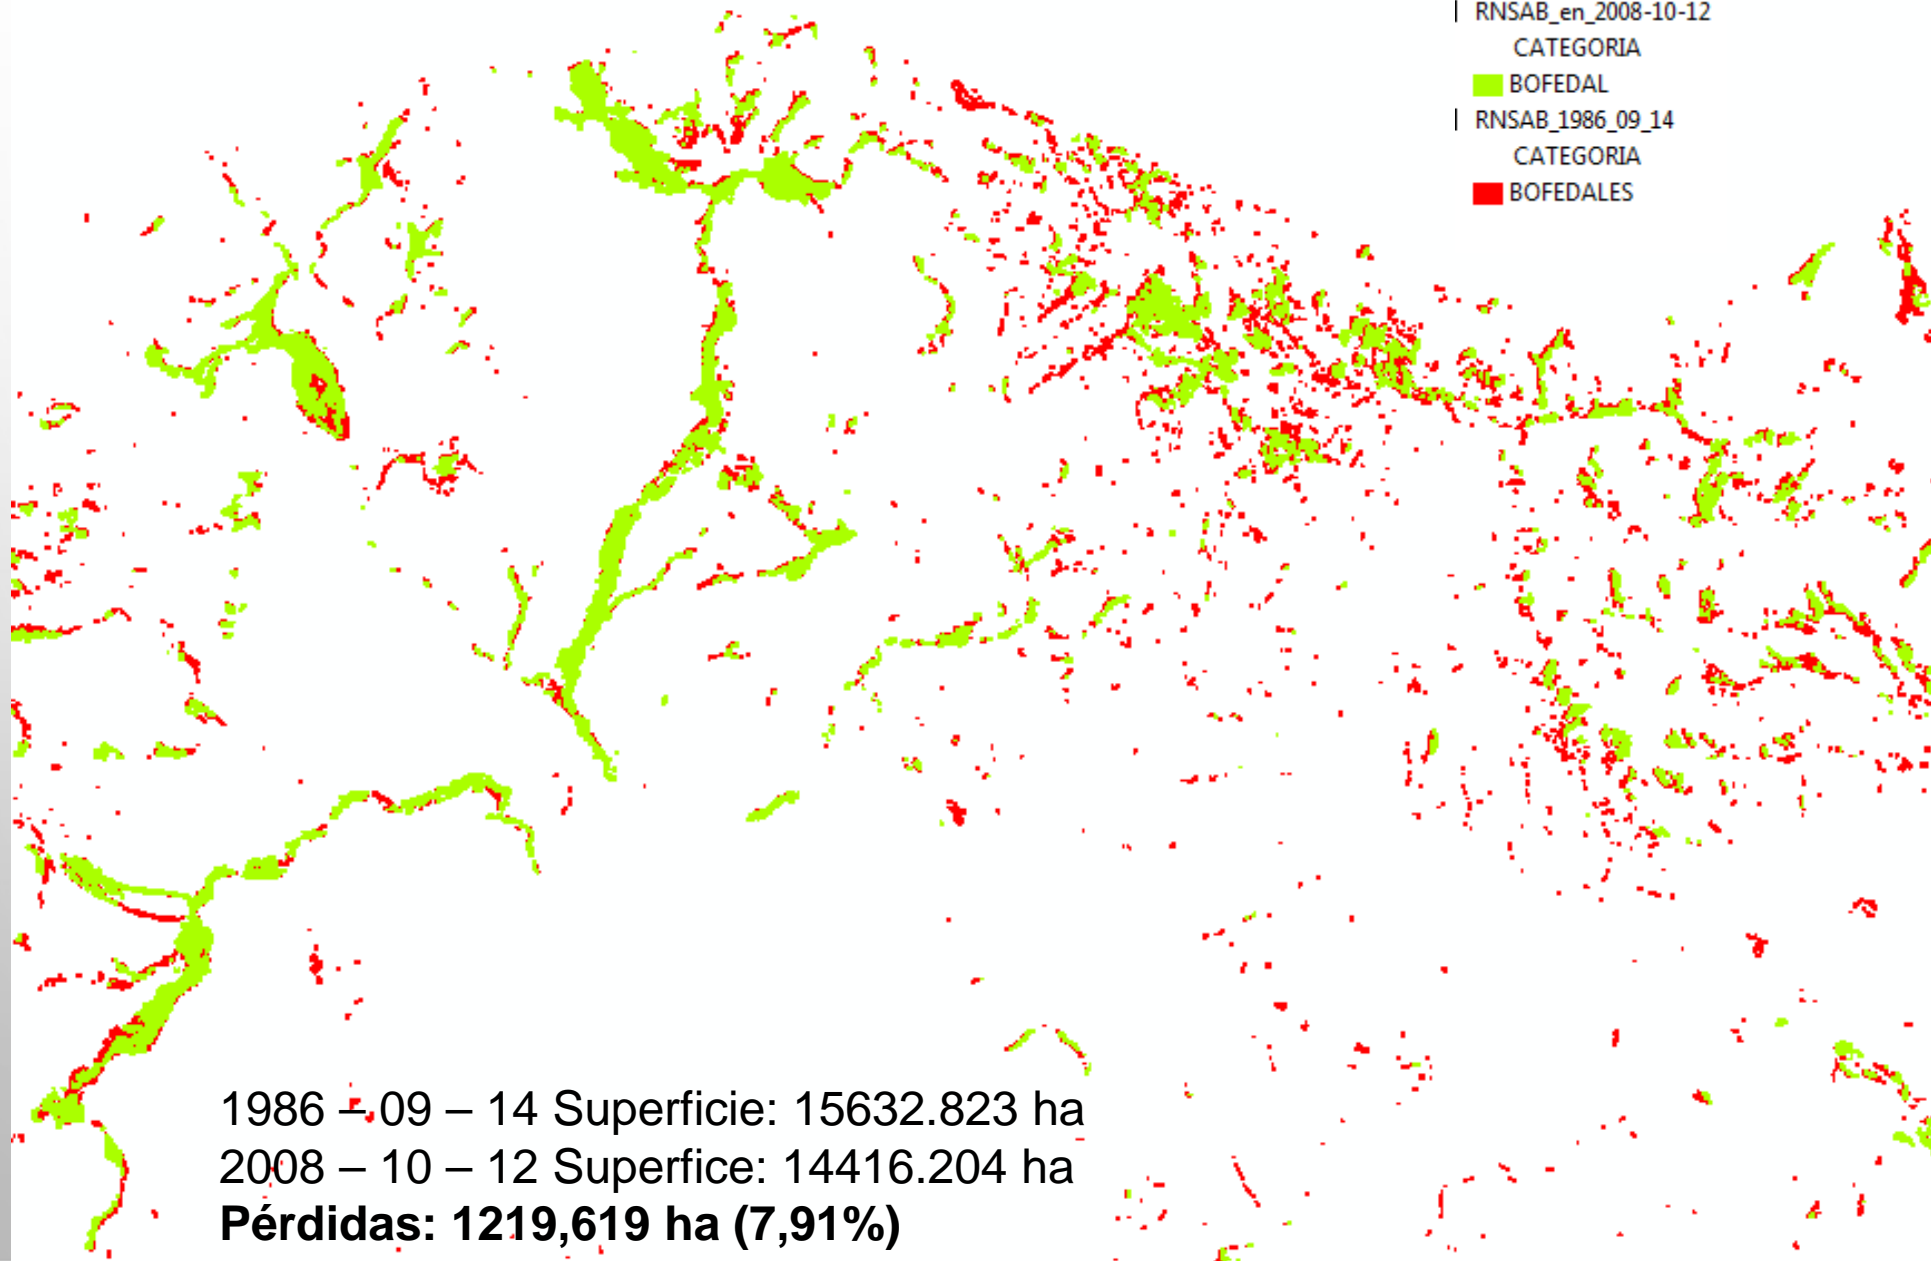 RNSAB_en_2008-10-12
CATEGORIA
BOFEDAL
RNSAB_1986_09_14
CATEGORIA
BOFEDALES
1986 – 09 – 14 Superficie: 15632.823 ha
2008 – 10 – 12 Superfice: 14416.204 ha
Pérdidas: 1219,619 ha (7,91%)